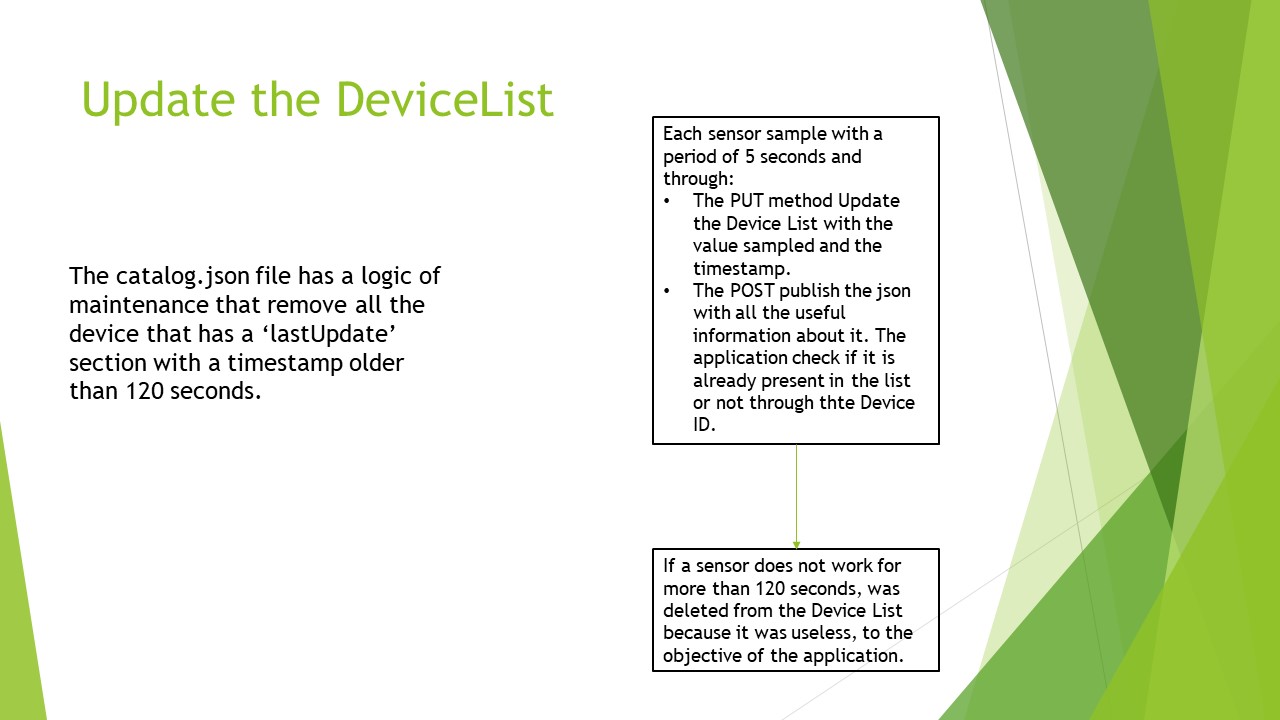 Update the DeviceList
The catalog.json file has a logic of
maintenance that remove all the
device that has a ‘lastUpdate’
section with a timestamp older
than 120 seconds.
Each sensor sample with a
period of 5 seconds and
through:
• The PUT method Update
the Device List with the
value sampled and the
timestamp.
• The POST publish the json
with all the useful
information about it. The
application check if it is
already present in the list
or not through thte Device
ID.
If a sensor does not work for
more than 120 seconds, was
deleted from the Device List
because it was useless, to the
objective of the application.